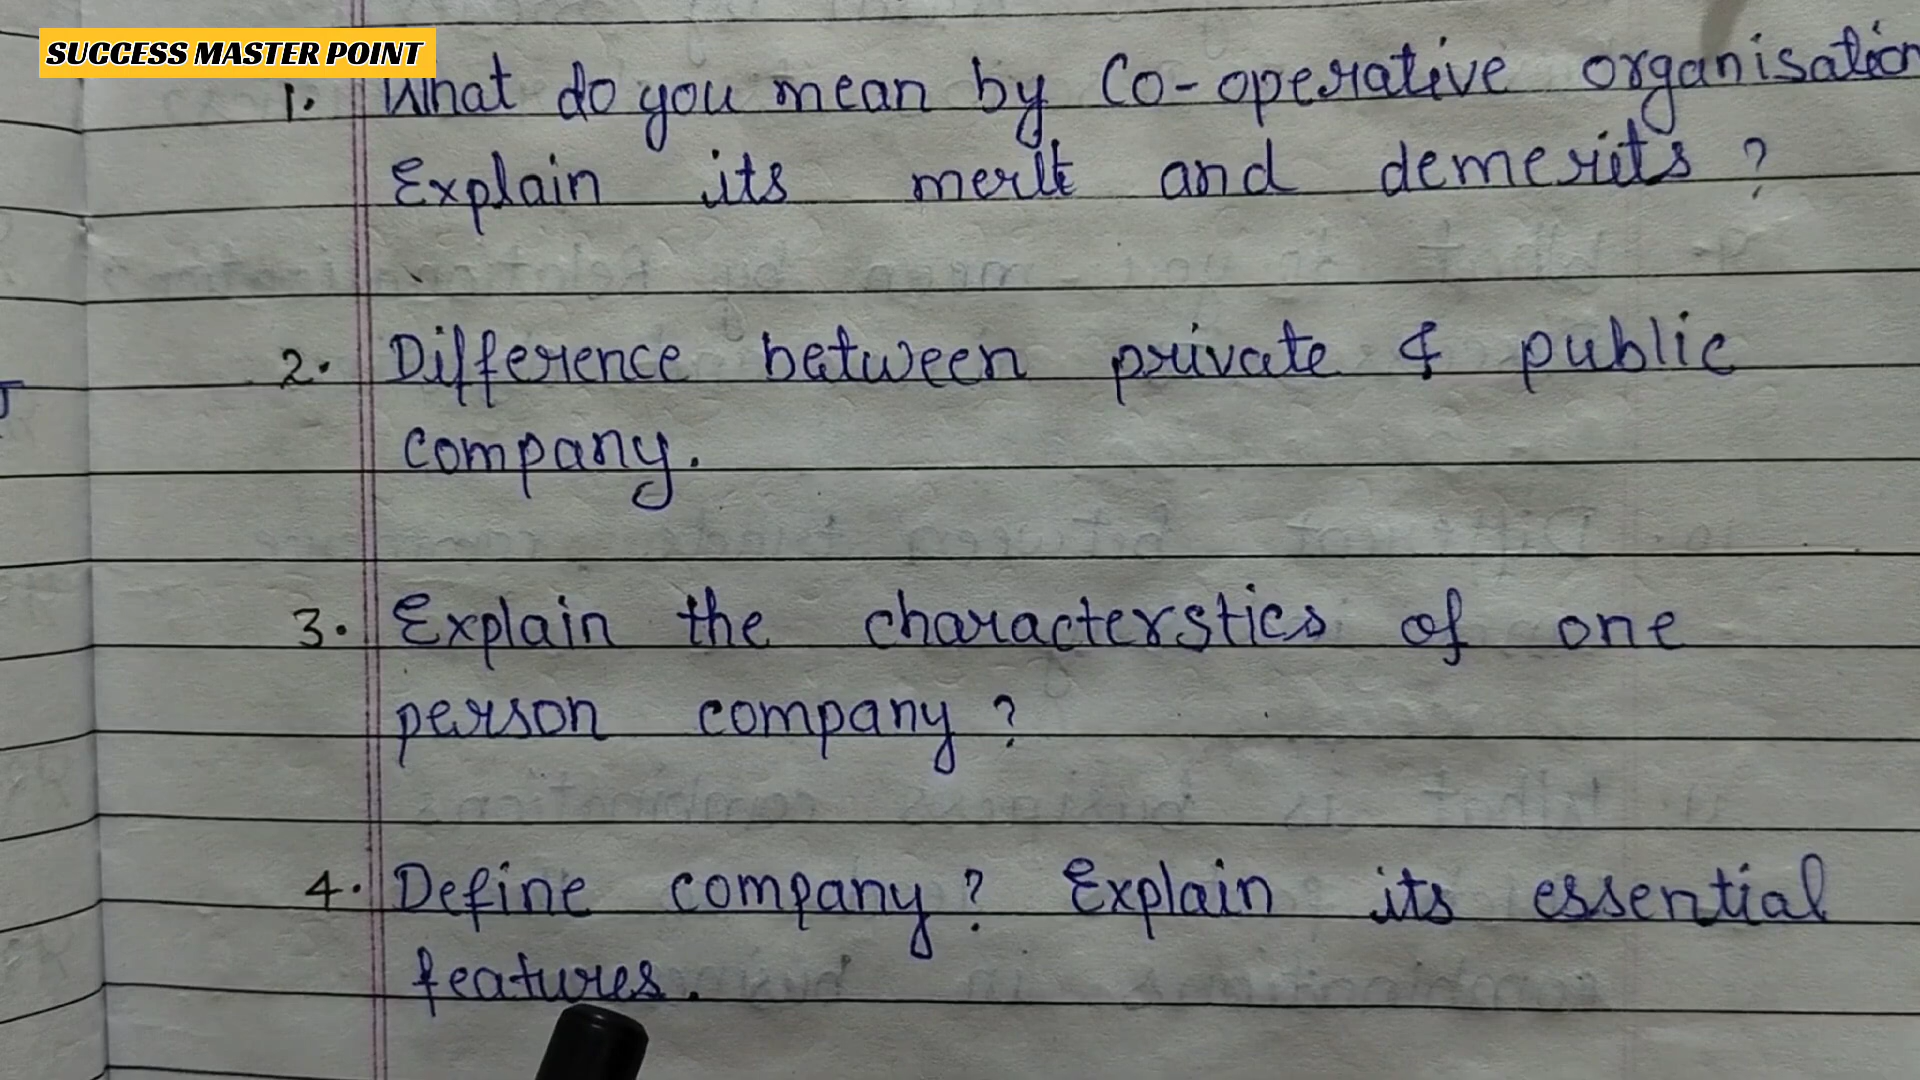 SUCCESS MASTER POINT
1. What do you mean by Co-operative organisation
Explain its merit and demerits ?
2. Difference between private & public
company.
3. Explain the characterstics of one
person company ?
4. Define company ? Explain its essential
features.